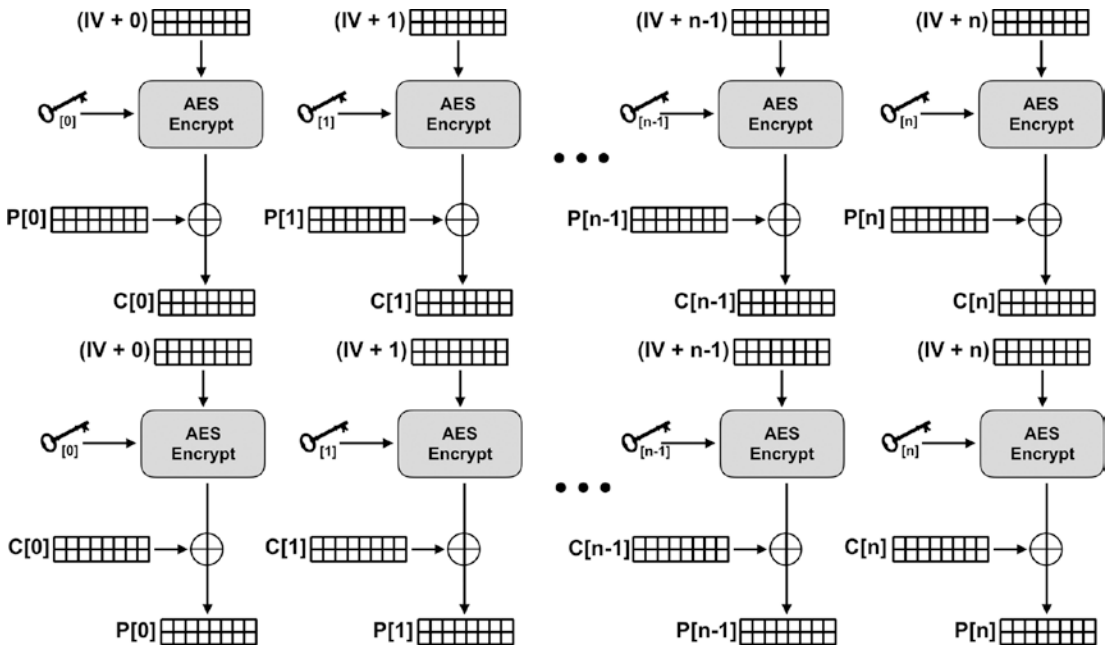 (IV + 0) (IV + 1) (IV + n-1) (IV + n)
[0] AES Encrypt [1] AES Encrypt [n-1] AES Encrypt [n] AES Encrypt
P[0] P[1] P[n-1] P[n]
C[0] C[1] C[n-1] C[n]
(IV + 0) (IV + 1) (IV + n-1) (IV + n)
[0] AES Encrypt [1] AES Encrypt [n-1] AES Encrypt [n] AES Encrypt
C[0] C[1] C[n-1] C[n]
P[0] P[1] P[n-1] P[n]